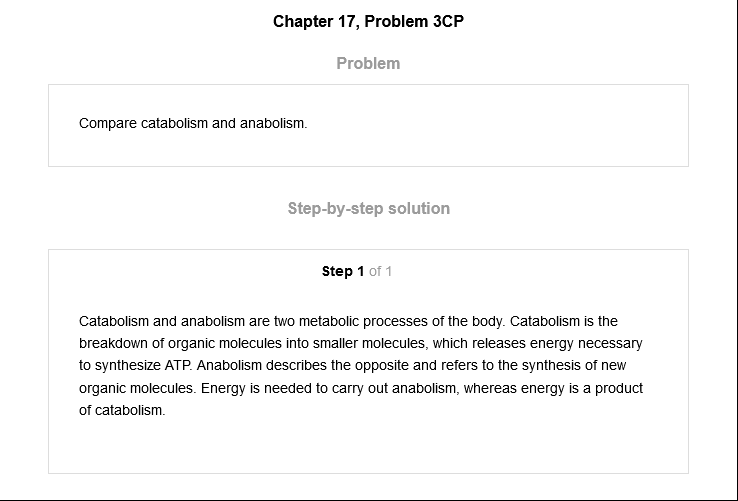 Chapter 17, Problem 3CP
Problem
Compare catabolism and anabolism.
Step-by-step solution
Step 1 of 1
Catabolism and anabolism are two metabolic processes of the body. Catabolism is the
breakdown of organic molecules into smaller molecules, which releases energy necessary
to synthesize ATP. Anabolism describes the opposite and refers to the synthesis of new
organic molecules. Energy is needed to carry out anabolism, whereas energy is a product
of catabolism.